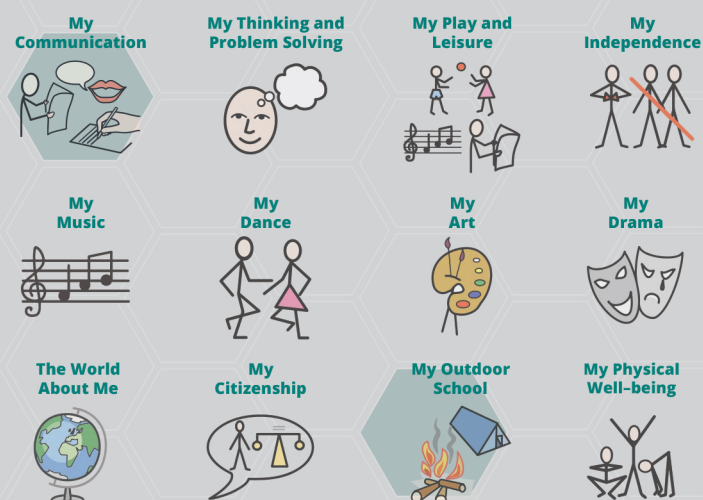 My
Communication
My Thinking and
Problem Solving
My Play and
Leisure
My
Independence
My
Music
My
Dance
My
Art
My
Drama
The World
About Me
My
Citizenship
My Outdoor
School
My Physical
Well–being